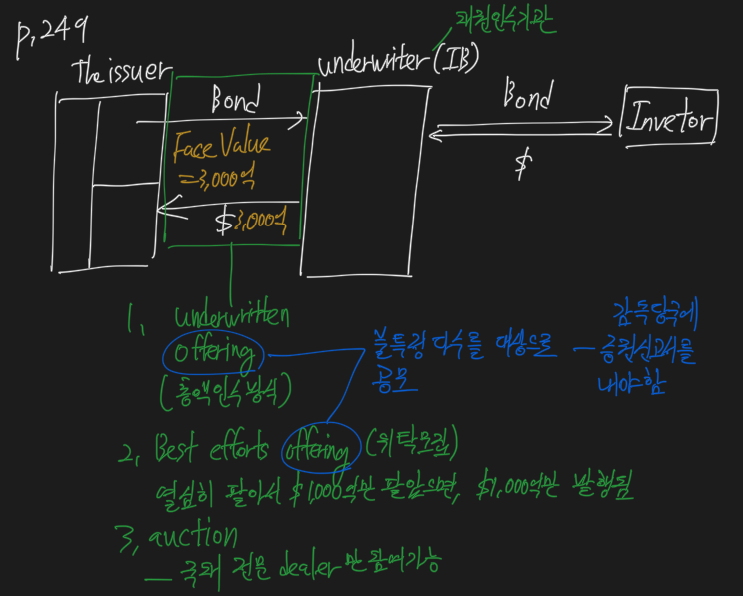 p,249
채권인수기관
The issuer
underwriter(IB)
Bond
Face Value
=3,000억
$3,000억
Bond
$
Invetor
1, underwritten
offering
(총액인수방식)
불특정 다수를 대상으로
공모
— 감독당국에
증권신고서를
내야함
2, Best efforts offering (위탁모집)
열심히 팔아서 $1,000억만 팔았으면, $1,000억만 발행됨
3, auction
— 국채 전문 dealer만 참여가능